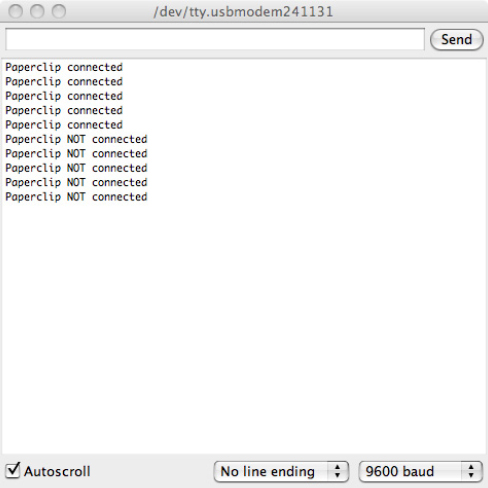 /dev/tty.usbmodem241131
Send
Paperclip connected
Paperclip connected
Paperclip connected
Paperclip connected
Paperclip connected
Paperclip NOT connected
Paperclip NOT connected
Paperclip NOT connected
Paperclip NOT connected
Paperclip NOT connected
Autoscroll
No line ending
9600 baud